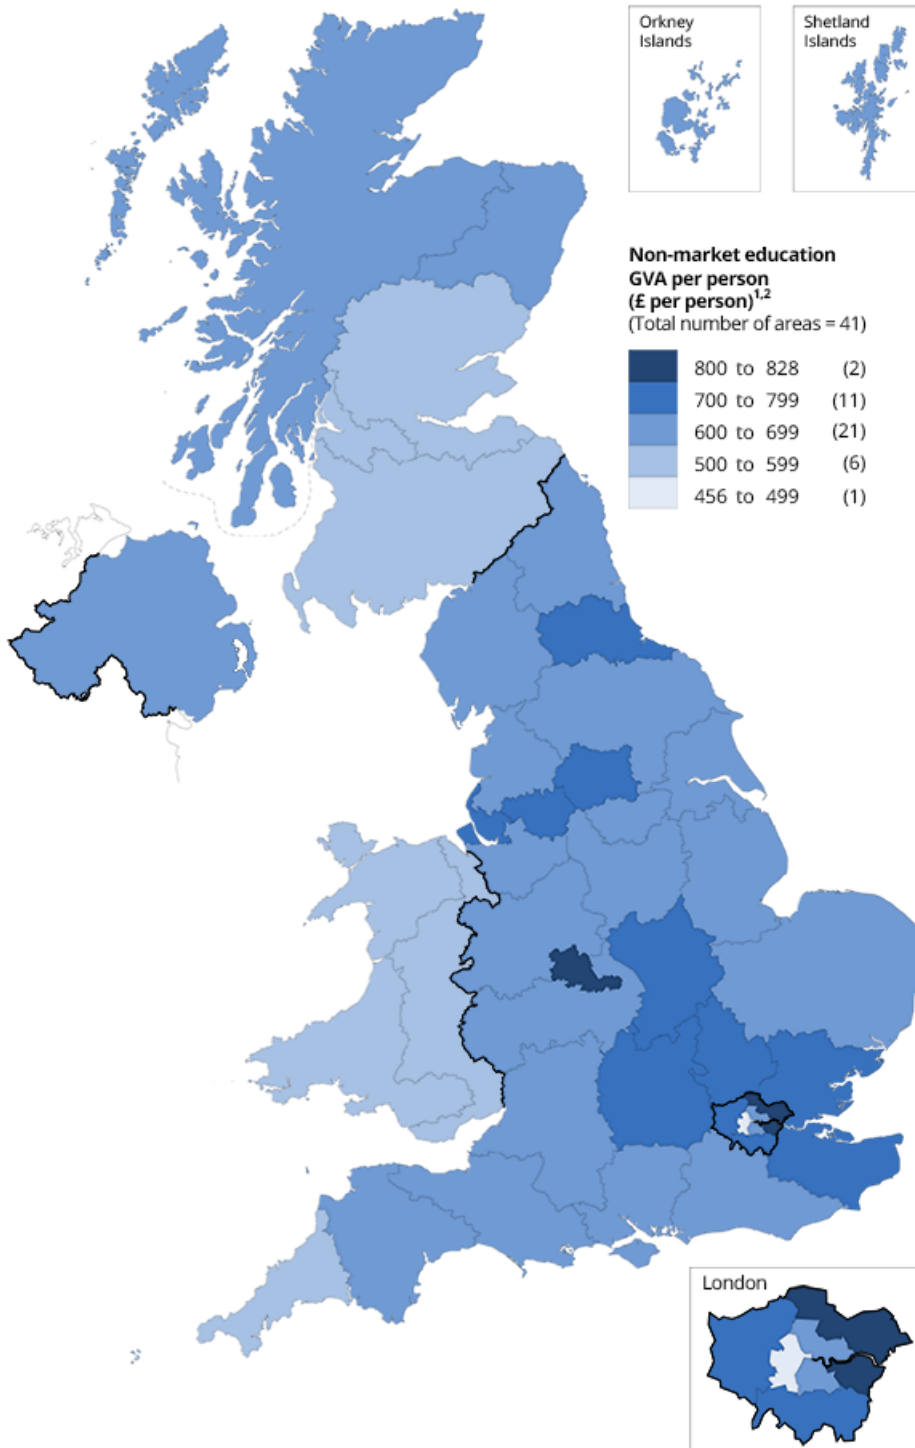 Orkney
Islands
Shetland
Islands
Non-market education
GVA per person
(£ per person)1,2
(Total number of areas = 41)
800 to 828 (2)
700 to 799 (11)
600 to 699 (21)
500 to 599 (6)
456 to 499 (1)
London